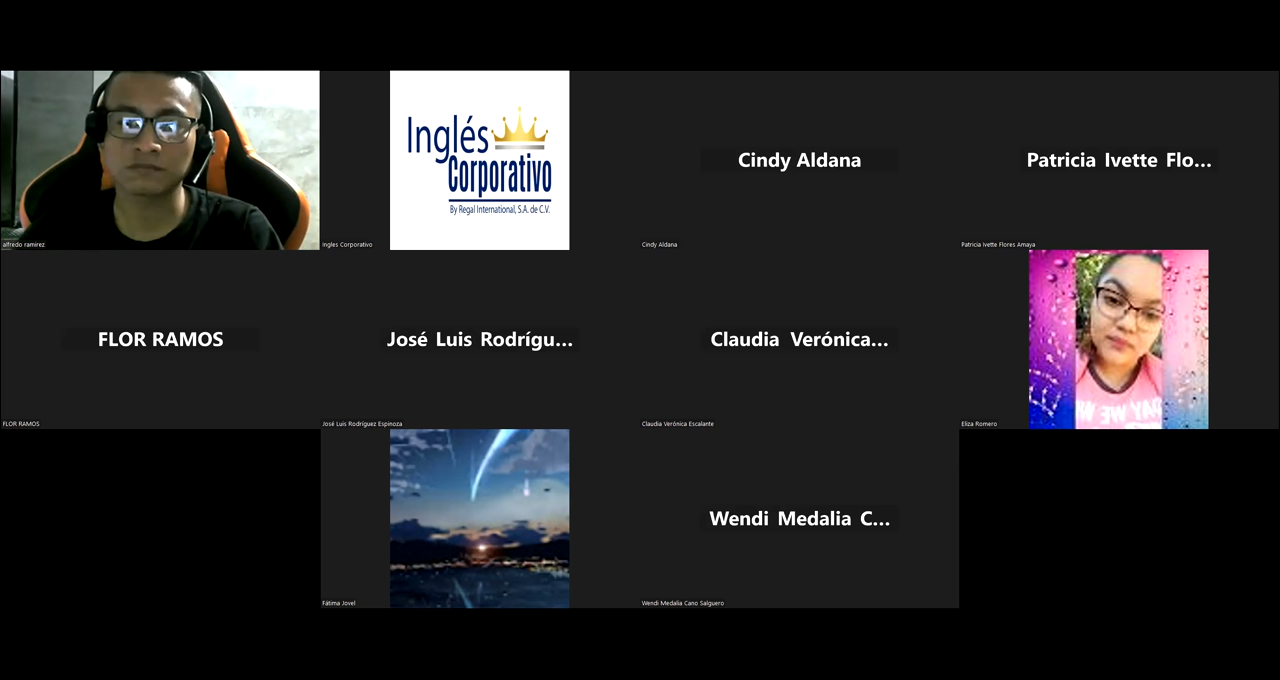 alfredo ramirez
Inglés
Corporativo
By Regal International, S.A. de C.V.
Ingles Corporativo
Cindy Aldana
Cindy Aldana
Patricia Ivette Flo...
Patricia Ivette Flores Amaya
FLOR RAMOS
FLOR RAMOS
José Luis Rodrígu...
José Luis Rodríguez Espinoza
Claudia Verónica...
Claudia Verónica Escalante
Eliza Romero
Fátima Jovel
Wendi Medalia C...
Wendi Medalia Cano Salguero